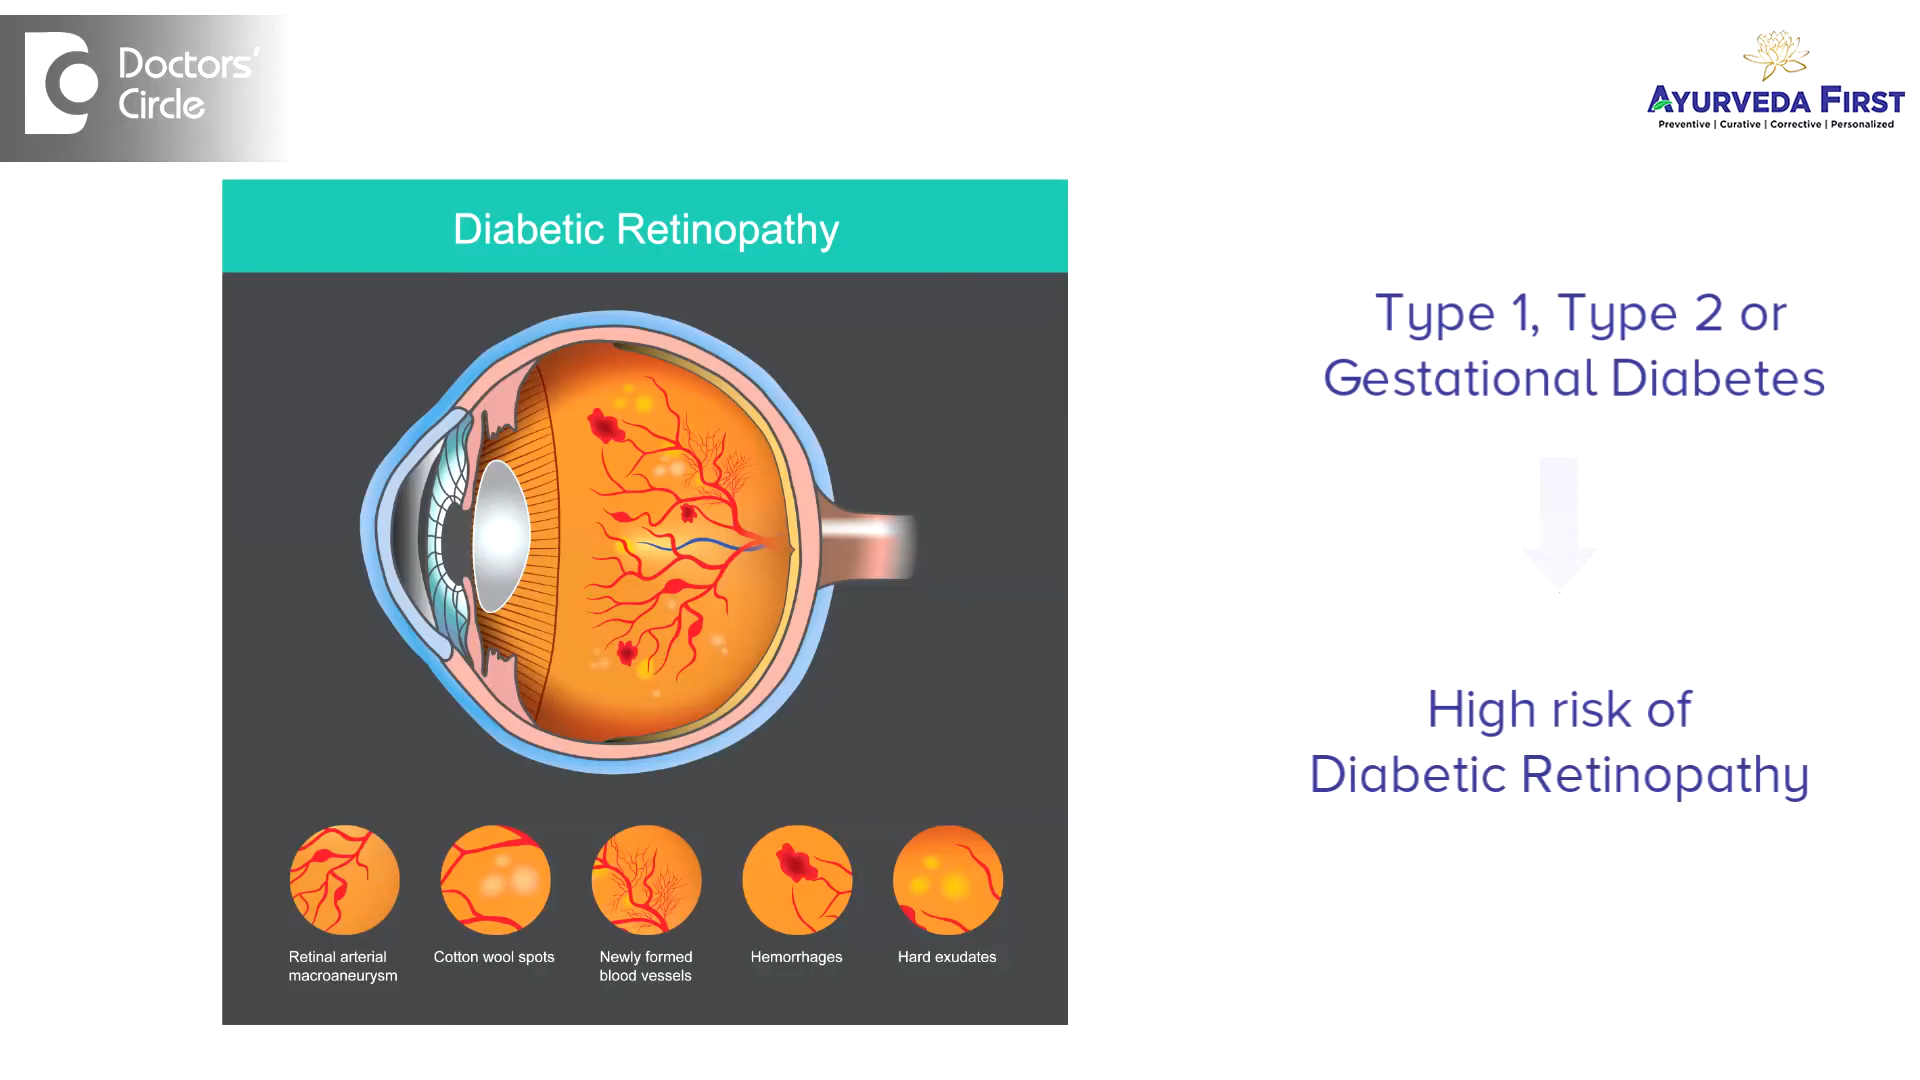 Doctors'
Circle
AYURVEDA FIRST
Preventive | Curative | Corrective | Personalized
Diabetic Retinopathy
Type 1, Type 2 or
Gestational Diabetes
High risk of
Diabetic Retinopathy
Retinal arterial
macroaneurysm
Cotton wool spots
Newly formed
blood vessels
Hemorrhages
Hard exudates